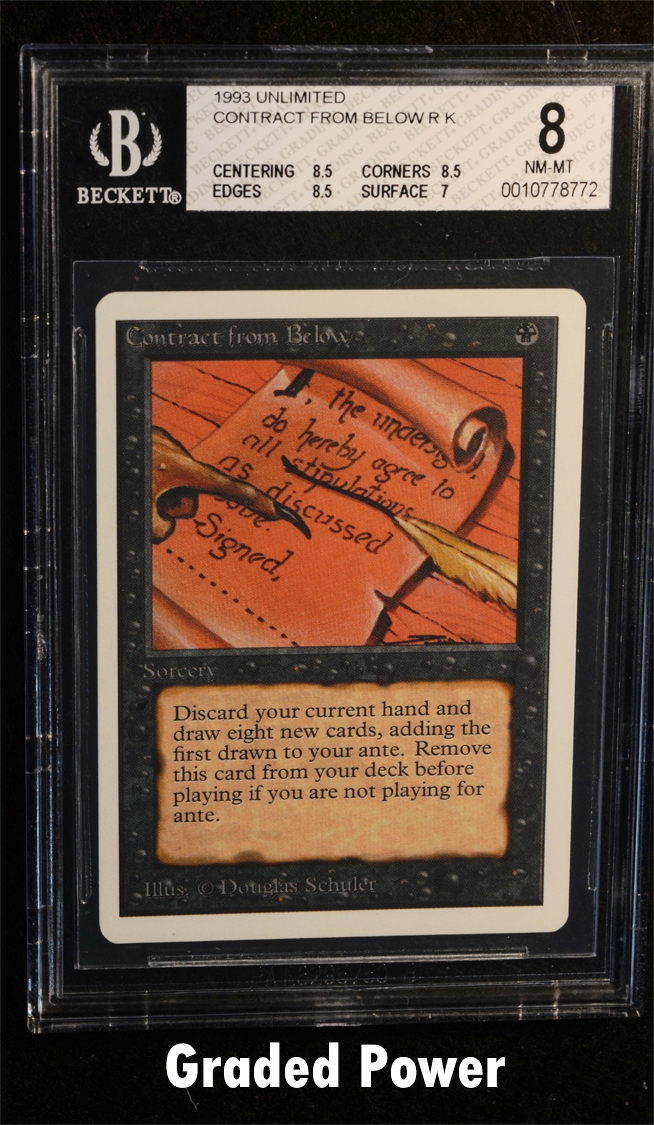 B
BECKETT®
1993 UNLIMITED
CONTRACT FROM BELOW R K
CENTERING 8.5 CORNERS 8.5
EDGES 8.5 SURFACE 7
8
NM-MT
0010778772
Contract from Below
I, the undersig
do hereby agree to
all stipulations
as discussed
Signed,
Sorcery
Discard your current hand and
draw eight new cards, adding the
first drawn to your ante. Remove
this card from your deck before
playing if you are not playing for
ante.
Illus. © Douglas Schuler
Graded Power